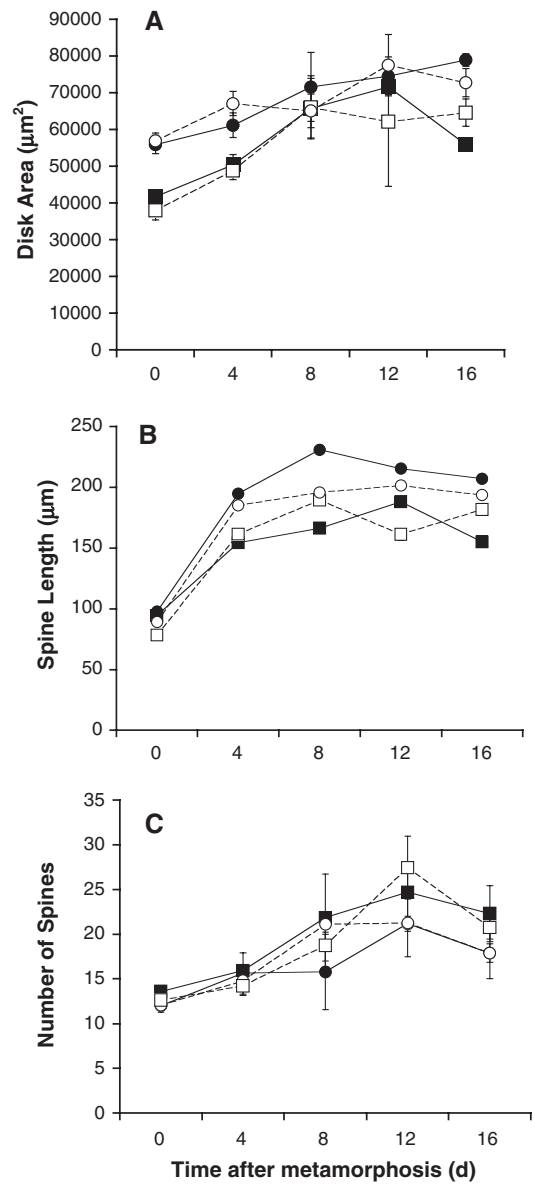 A
90000
80000
70000
60000
50000
40000
30000
20000
10000
0
Disk Area (μm²)
0 4 8 12 16
B
250
200
150
100
50
0
Spine Length (μm)
0 4 8 12 16
C
35
30
25
20
15
10
5
0
Number of Spines
0 4 8 12 16
Time after metamorphosis (d)